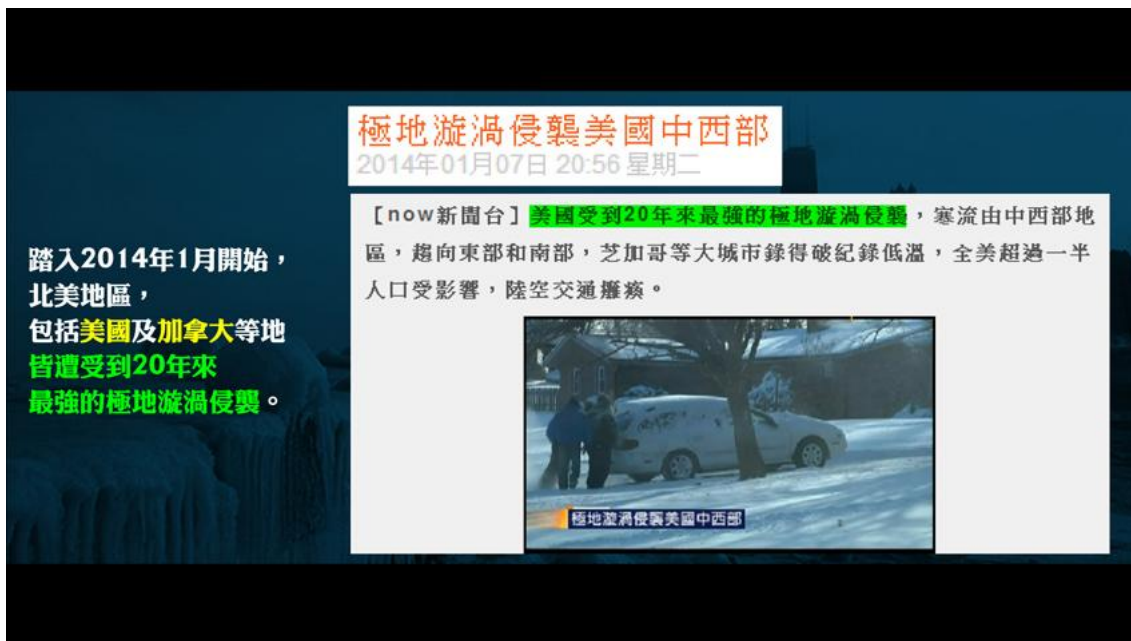 踏入2014年1月開始，
北美地區，
包括美國及加拿大等地
皆遭受到20年來
最強的極地漩渦侵襲。
極地漩渦侵襲美國中西部
2014年01月07日 20:56 星期二
［now新聞台］美國受到20年來最強的極地漩渦侵襲，寒流由中西部地
區，趨向東部和南部，芝加哥等大城市錄得破紀錄低溫，全美超過一半
人口受影響，陸空交通癱瘓。
極地漩渦侵襲美國中西部